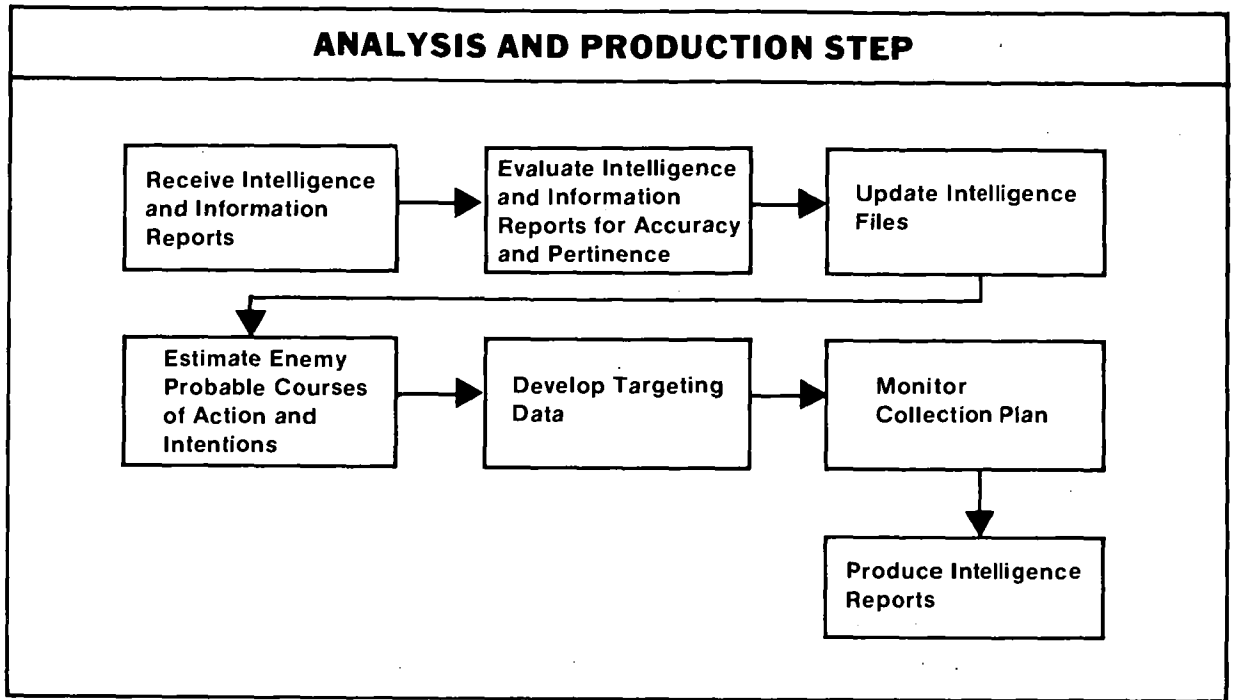 ANALYSIS AND PRODUCTION STEP
Receive Intelligence
and Information
Reports
Evaluate Intelligence
and Information
Reports for Accuracy
and Pertinence
Update Intelligence
Files
Estimate Enemy
Probable Courses
of Action and
Intentions
Develop Targeting
Data
Monitor
Collection Plan
Produce Intelligence
Reports